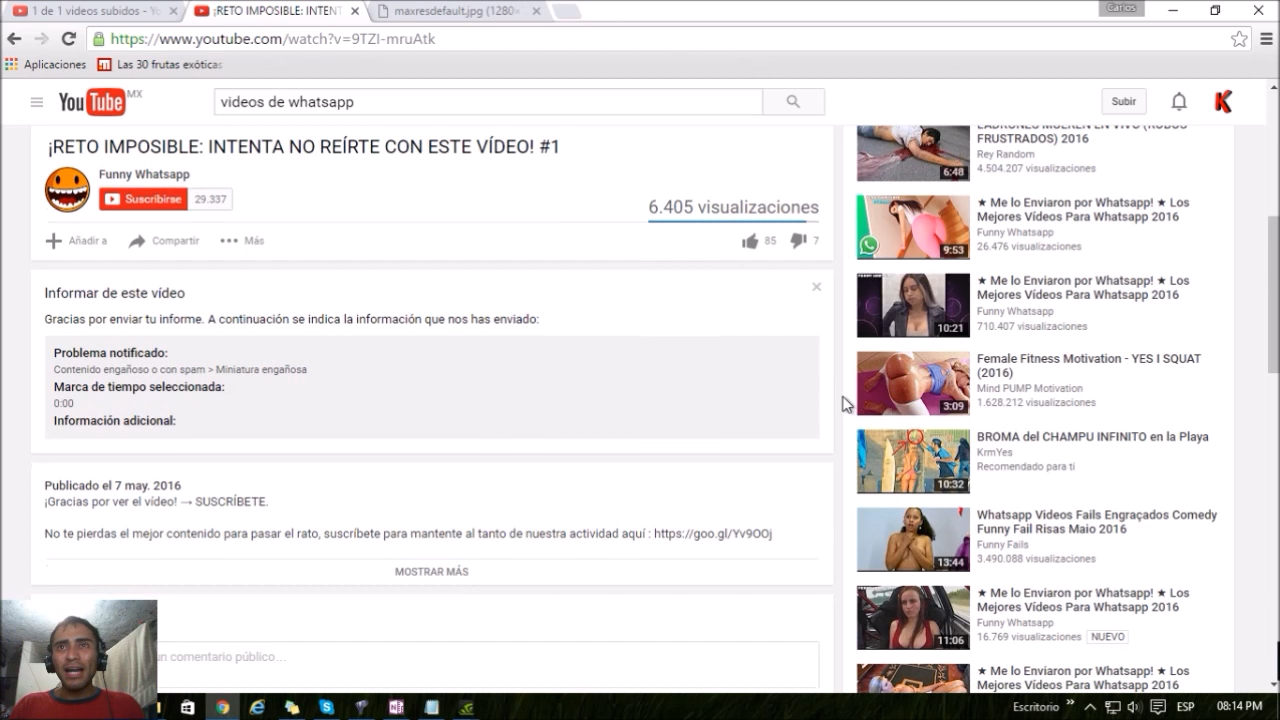 1 de 1 videos subidos - Yo
¡RETO IMPOSIBLE: INTENT
maxresdefault.jpg (1280×
Carlos
https://www.youtube.com/watch?v=9TZI-mruAtk
Aplicaciones
Las 30 frutas exóticas
YouTube MX
videos de whatsapp
Subir
K
¡RETO IMPOSIBLE: INTENTA NO REÍRTE CON ESTE VÍDEO! #1
Funny Whatsapp
Suscribirse 29.337
6.405 visualizaciones
Añadir a
Compartir
Más
85
7
Informar de este vídeo
Gracias por enviar tu informe. A continuación se indica la información que nos has enviado:
Problema notificado:
Contenido engañoso o con spam > Miniatura engañosa
Marca de tiempo seleccionada:
0:00
Información adicional:
Publicado el 7 may. 2016
¡Gracias por ver el vídeo! → SUSCRÍBETE.
No te pierdas el mejor contenido para pasar el rato, suscríbete para mantente al tanto de nuestra actividad aquí : https://goo.gl/Yv9OOj
MOSTRAR MÁS
un comentario público...
LADRONES MUEREN EN VIVO (ROBOS
FRUSTRADOS) 2016
Rey Random
4.504.207 visualizaciones
6:48
★ Me lo Enviaron por Whatsapp! ★ Los
Mejores Vídeos Para Whatsapp 2016
Funny Whatsapp
26.476 visualizaciones
9:53
★ Me lo Enviaron por Whatsapp! ★ Los
Mejores Vídeos Para Whatsapp 2016
Funny Whatsapp
710.407 visualizaciones
10:21
Female Fitness Motivation - YES I SQUAT
(2016)
Mind PUMP Motivation
1.628.212 visualizaciones
3:09
BROMA del CHAMPU INFINITO en la Playa
KrmYes
Recomendado para ti
10:32
Whatsapp Videos Fails Engraçados Comedy
Funny Fail Risas Maio 2016
Funny Fails
3.490.088 visualizaciones
13:44
★ Me lo Enviaron por Whatsapp! ★ Los
Mejores Vídeos Para Whatsapp 2016
Funny Whatsapp
16.769 visualizaciones NUEVO
11:06
★ Me lo Enviaron por Whatsapp! ★ Los
Mejores Vídeos Para Whatsapp 2016
Escritorio
ESP
08:14 PM